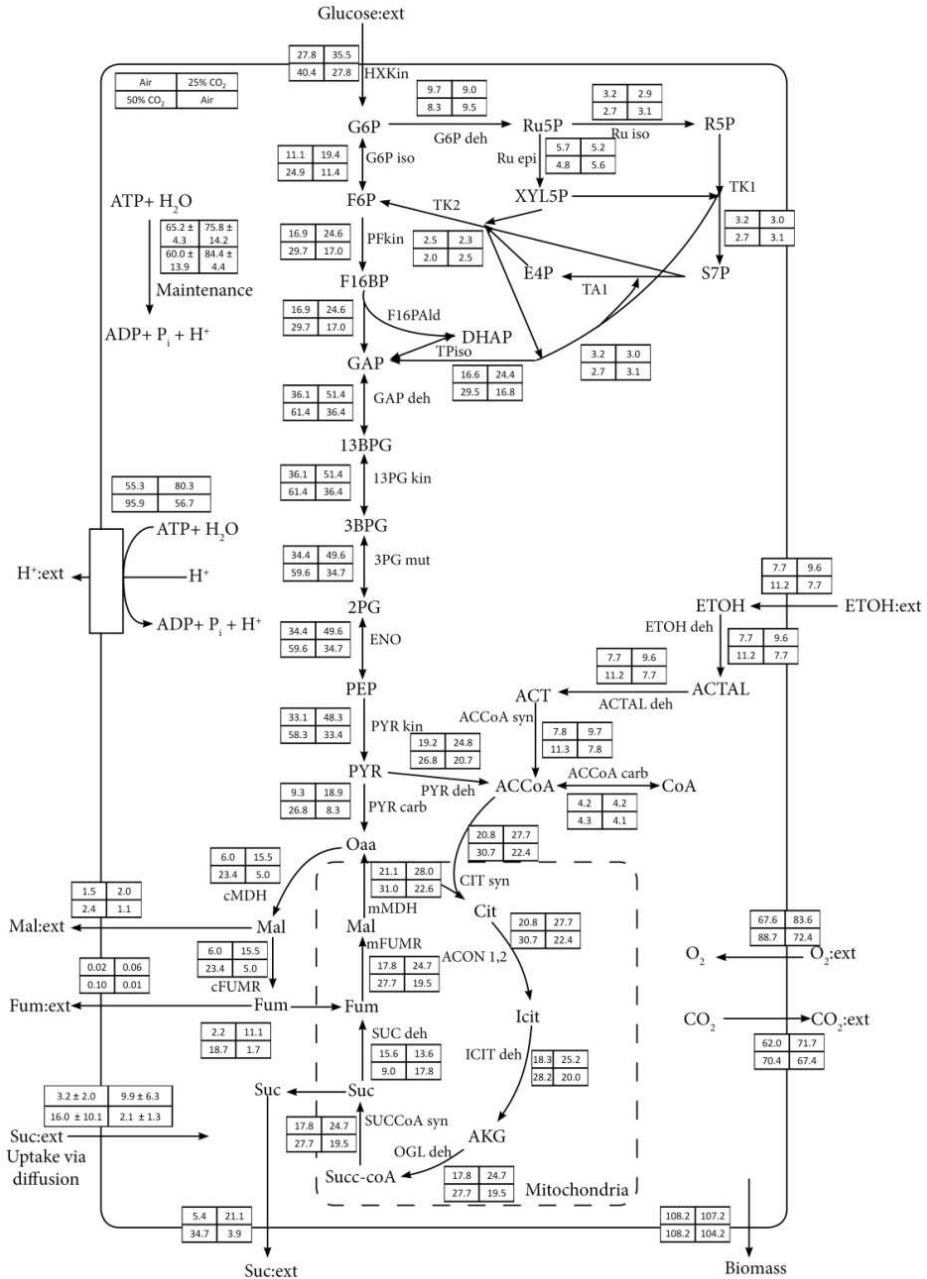 Glucose:ext
27.8 35.5
40.4 27.8
HXKin
Air 25% CO₂
50% CO₂ Air
9.7 9.0
8.3 9.5
3.2 2.9
2.7 3.1
G6P
G6P deh
Ru5P
Ru iso
R5P
11.1 19.4
24.9 11.4
G6P iso
Ru epi
5.7 5.2
4.8 5.6
F6P
TK2
XYL5P
TK1
ATP+ H₂O
65.2 ± 4.3 75.8 ± 14.2
60.0 ± 13.9 84.4 ± 4.4
Maintenance
ADP+ Pᵢ + H⁺
16.9 24.6
29.7 17.0
PFkin
2.5 2.3
2.0 2.5
3.2 3.0
2.7 3.1
F16BP
E4P
TA1
S7P
16.9 24.6
29.7 17.0
F16PAld
DHAP
TPiso
GAP
16.6 24.4
29.5 16.8
3.2 3.0
2.7 3.1
36.1 51.4
61.4 36.4
GAP deh
13BPG
36.1 51.4
61.4 36.4
13PG kin
55.3 80.3
95.9 56.7
ATP+ H₂O
H⁺:ext
H⁺
ADP+ Pᵢ + H⁺
3BPG
34.4 49.6
59.6 34.7
3PG mut
2PG
34.4 49.6
59.6 34.7
ENO
PEP
7.7 9.6
11.2 7.7
ETOH
ETOH:ext
ETOH deh
7.7 9.6
11.2 7.7
7.7 9.6
11.2 7.7
ACT
ACTAL deh
ACTAL
33.1 48.3
58.3 33.4
PYR kin
19.2 24.8
26.8 20.7
ACCoA syn
7.8 9.7
11.3 7.8
PYR
PYR deh
ACCoA
ACCoA carb
CoA
4.2 4.2
4.3 4.1
9.3 18.9
26.8 8.3
PYR carb
Oaa
20.8 27.7
30.7 22.4
CIT syn
6.0 15.5
23.4 5.0
cMDH
21.1 28.0
31.0 22.6
mMDH
1.5 2.0
2.4 1.1
Mal:ext
Mal
Mal
Cit
6.0 15.5
23.4 5.0
cFUMR
mFUMR
17.8 24.7
27.7 19.5
ACON 1,2
20.8 27.7
30.7 22.4
67.6 83.6
88.7 72.4
O₂
O₂:ext
0.02 0.06
0.10 0.01
Fum:ext
Fum
Fum
Icit
CO₂
CO₂:ext
62.0 71.7
70.4 67.4
2.2 11.1
18.7 1.7
SUC deh
15.6 13.6
9.0 17.8
ICIT deh
18.3 25.2
28.2 20.0
Suc
Suc
3.2 ± 2.0 9.9 ± 6.3
16.0 ± 10.1 2.1 ± 1.3
Suc:ext
Uptake via
diffusion
17.8 24.7
27.7 19.5
SUCCoA syn
AKG
OGL deh
Succ-coA
17.8 24.7
27.7 19.5
Mitochondria
5.4 21.1
34.7 3.9
Suc:ext
108.2 107.2
108.2 104.2
Biomass